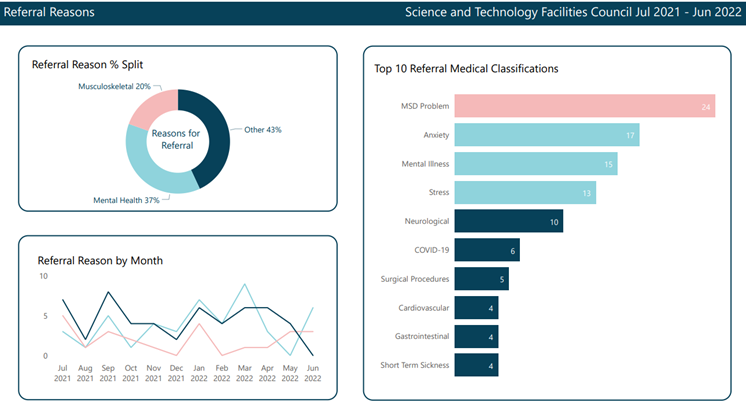 Referral Reasons
Science and Technology Facilities Council Jul 2021 - Jun 2022
Referral Reason % Split
Musculoskeletal 20%
Reasons for
Referral
Other 43%
Mental Health 37%
Referral Reason by Month
10
5
0
Jul Aug Sep Oct Nov Dec Jan Feb Mar Apr May Jun
2021 2021 2021 2021 2021 2021 2022 2022 2022 2022 2022 2022
Top 10 Referral Medical Classifications
MSD Problem 24
Anxiety 17
Mental Illness 15
Stress 13
Neurological 10
COVID-19 6
Surgical Procedures 5
Cardiovascular 4
Gastrointestinal 4
Short Term Sickness 4